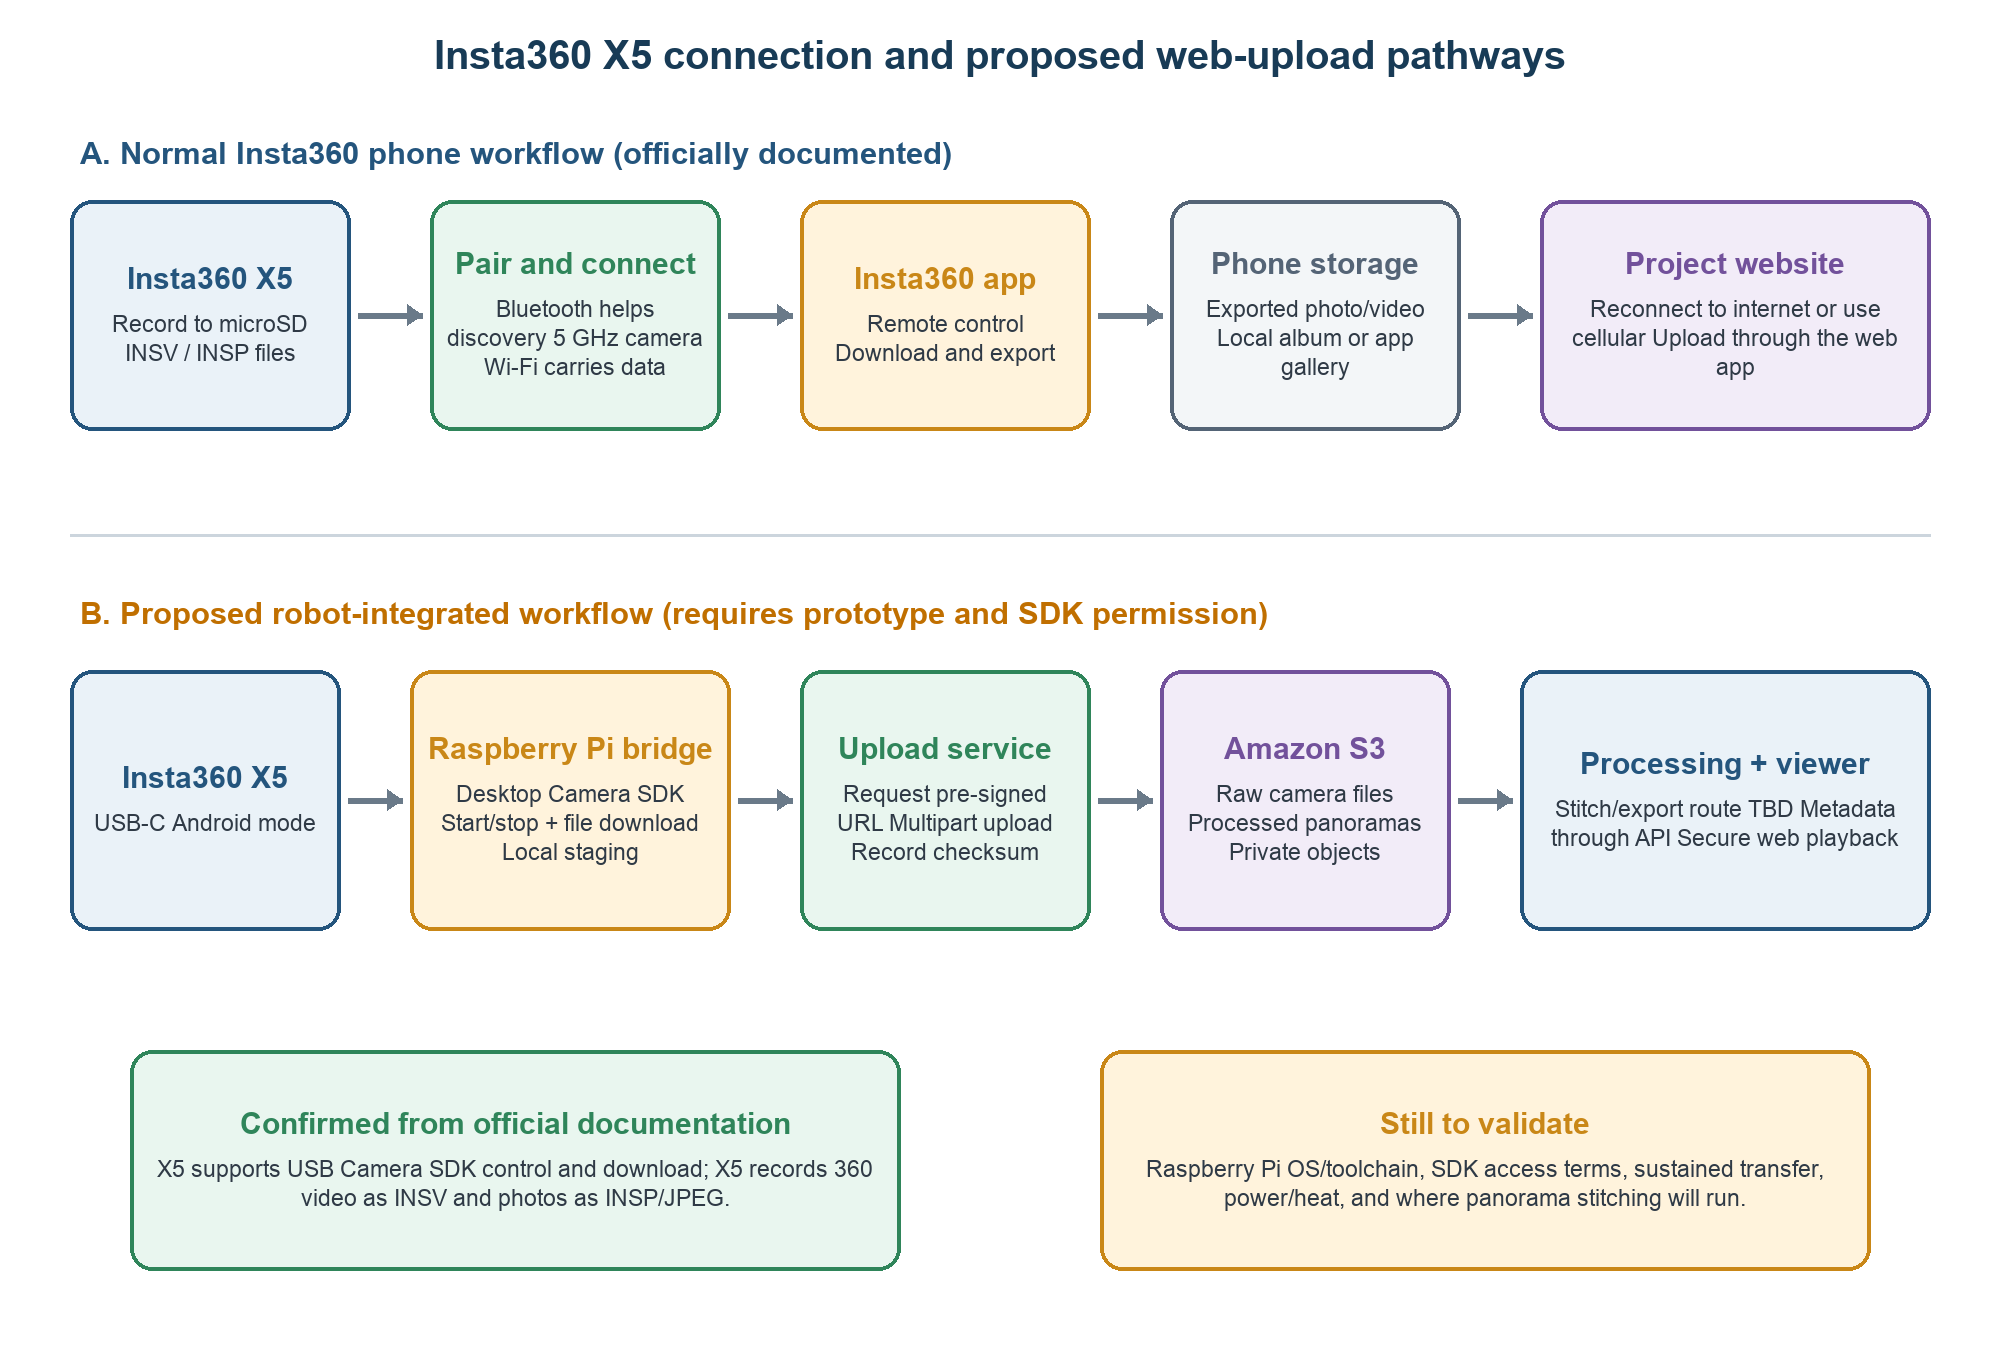 Insta360 X5 connection and proposed web-upload pathways
A. Normal Insta360 phone workflow (officially documented)
Insta360 X5
Record to microSD
INSV / INSP files
Pair and connect
Bluetooth helps
discovery 5 GHz camera
Wi-Fi carries data
Insta360 app
Remote control
Download and export
Phone storage
Exported photo/video
Local album or app
gallery
Project website
Reconnect to internet or use
cellular Upload through the web
app
B. Proposed robot-integrated workflow (requires prototype and SDK permission)
Insta360 X5
USB-C Android mode
Raspberry Pi bridge
Desktop Camera SDK
Start/stop + file download
Local staging
Upload service
Request pre-signed
URL Multipart upload
Record checksum
Amazon S3
Raw camera files
Processed panoramas
Private objects
Processing + viewer
Stitch/export route TBD Metadata
through API Secure web playback
Confirmed from official documentation
X5 supports USB Camera SDK control and download; X5 records 360
video as INSV and photos as INSP/JPEG.
Still to validate
Raspberry Pi OS/toolchain, SDK access terms, sustained transfer,
power/heat, and where panorama stitching will run.